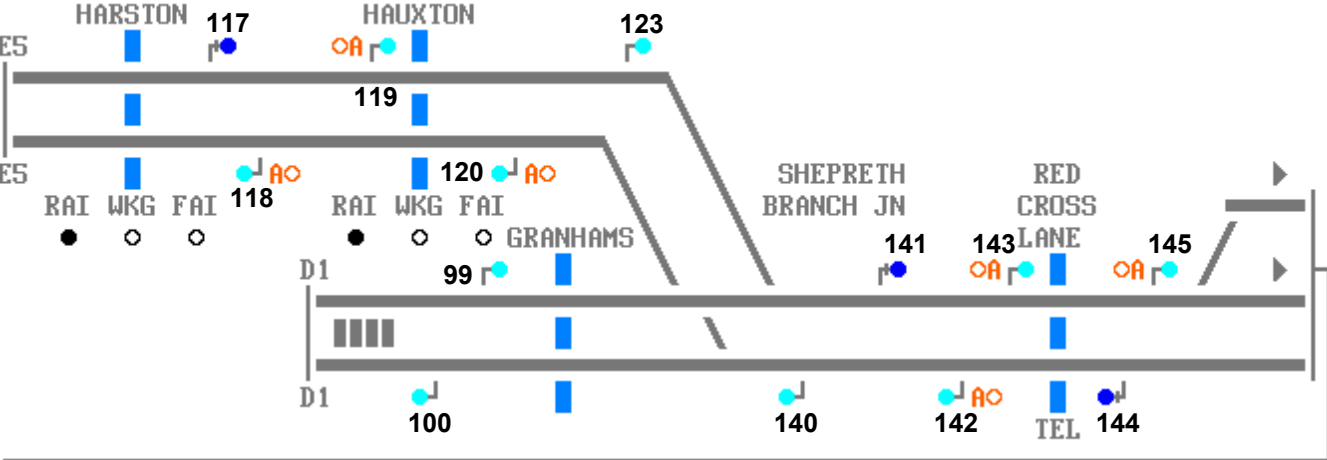 HARSTON 117 HAUXTON 123
E5 A
119
E5 118 A 120 A SHEPRETH RED
RAI WKG FAI RAI WKG FAI BRANCH JN CROSS
GRANHAMS 141 143 LANE 145
D1 99 A A
D1 100 140 142 A TEL 144